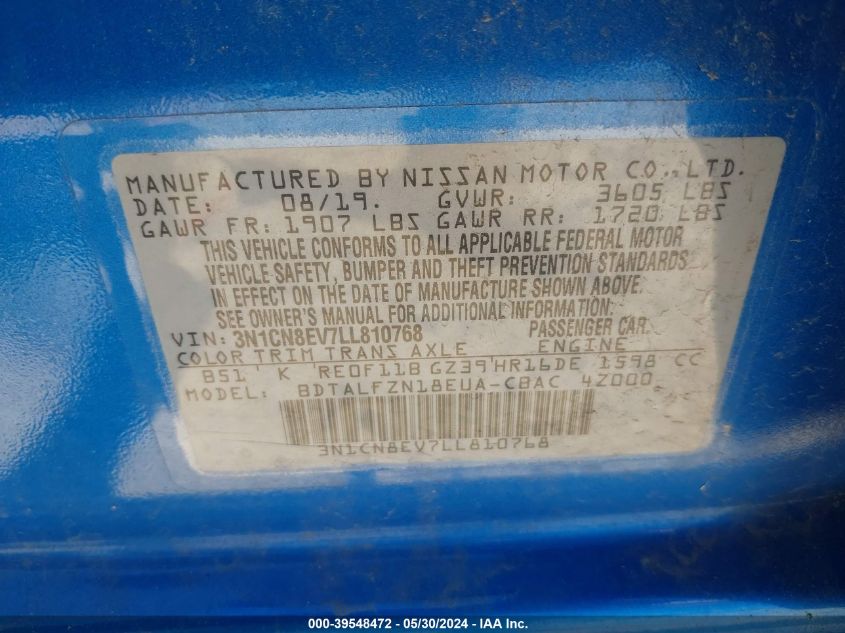 MANUFACTURED BY NISSAN MOTOR CO., LTD.
DATE: 08/19. GVWR: 3605 LBS
GAWR FR: 1907 LBS GAWR RR: 1720 LBS
THIS VEHICLE CONFORMS TO ALL APPLICABLE FEDERAL MOTOR
VEHICLE SAFETY, BUMPER AND THEFT PREVENTION STANDARDS
IN EFFECT ON THE DATE OF MANUFACTURE SHOWN ABOVE.
SEE OWNER'S MANUAL FOR ADDITIONAL INFORMATION.
VIN: 3N1CN8EV7LL810768 PASSENGER CAR.
COLOR TRIM TRANS AXLE ENGINE
B51 K RE0F11B GZ39 HR16DE 1598 CC
MODEL: BDTALFZN18EUA-CBAC 4Z000
3N1CN8EV7LL810768
000-39548472 - 05/30/2024 - IAA Inc.